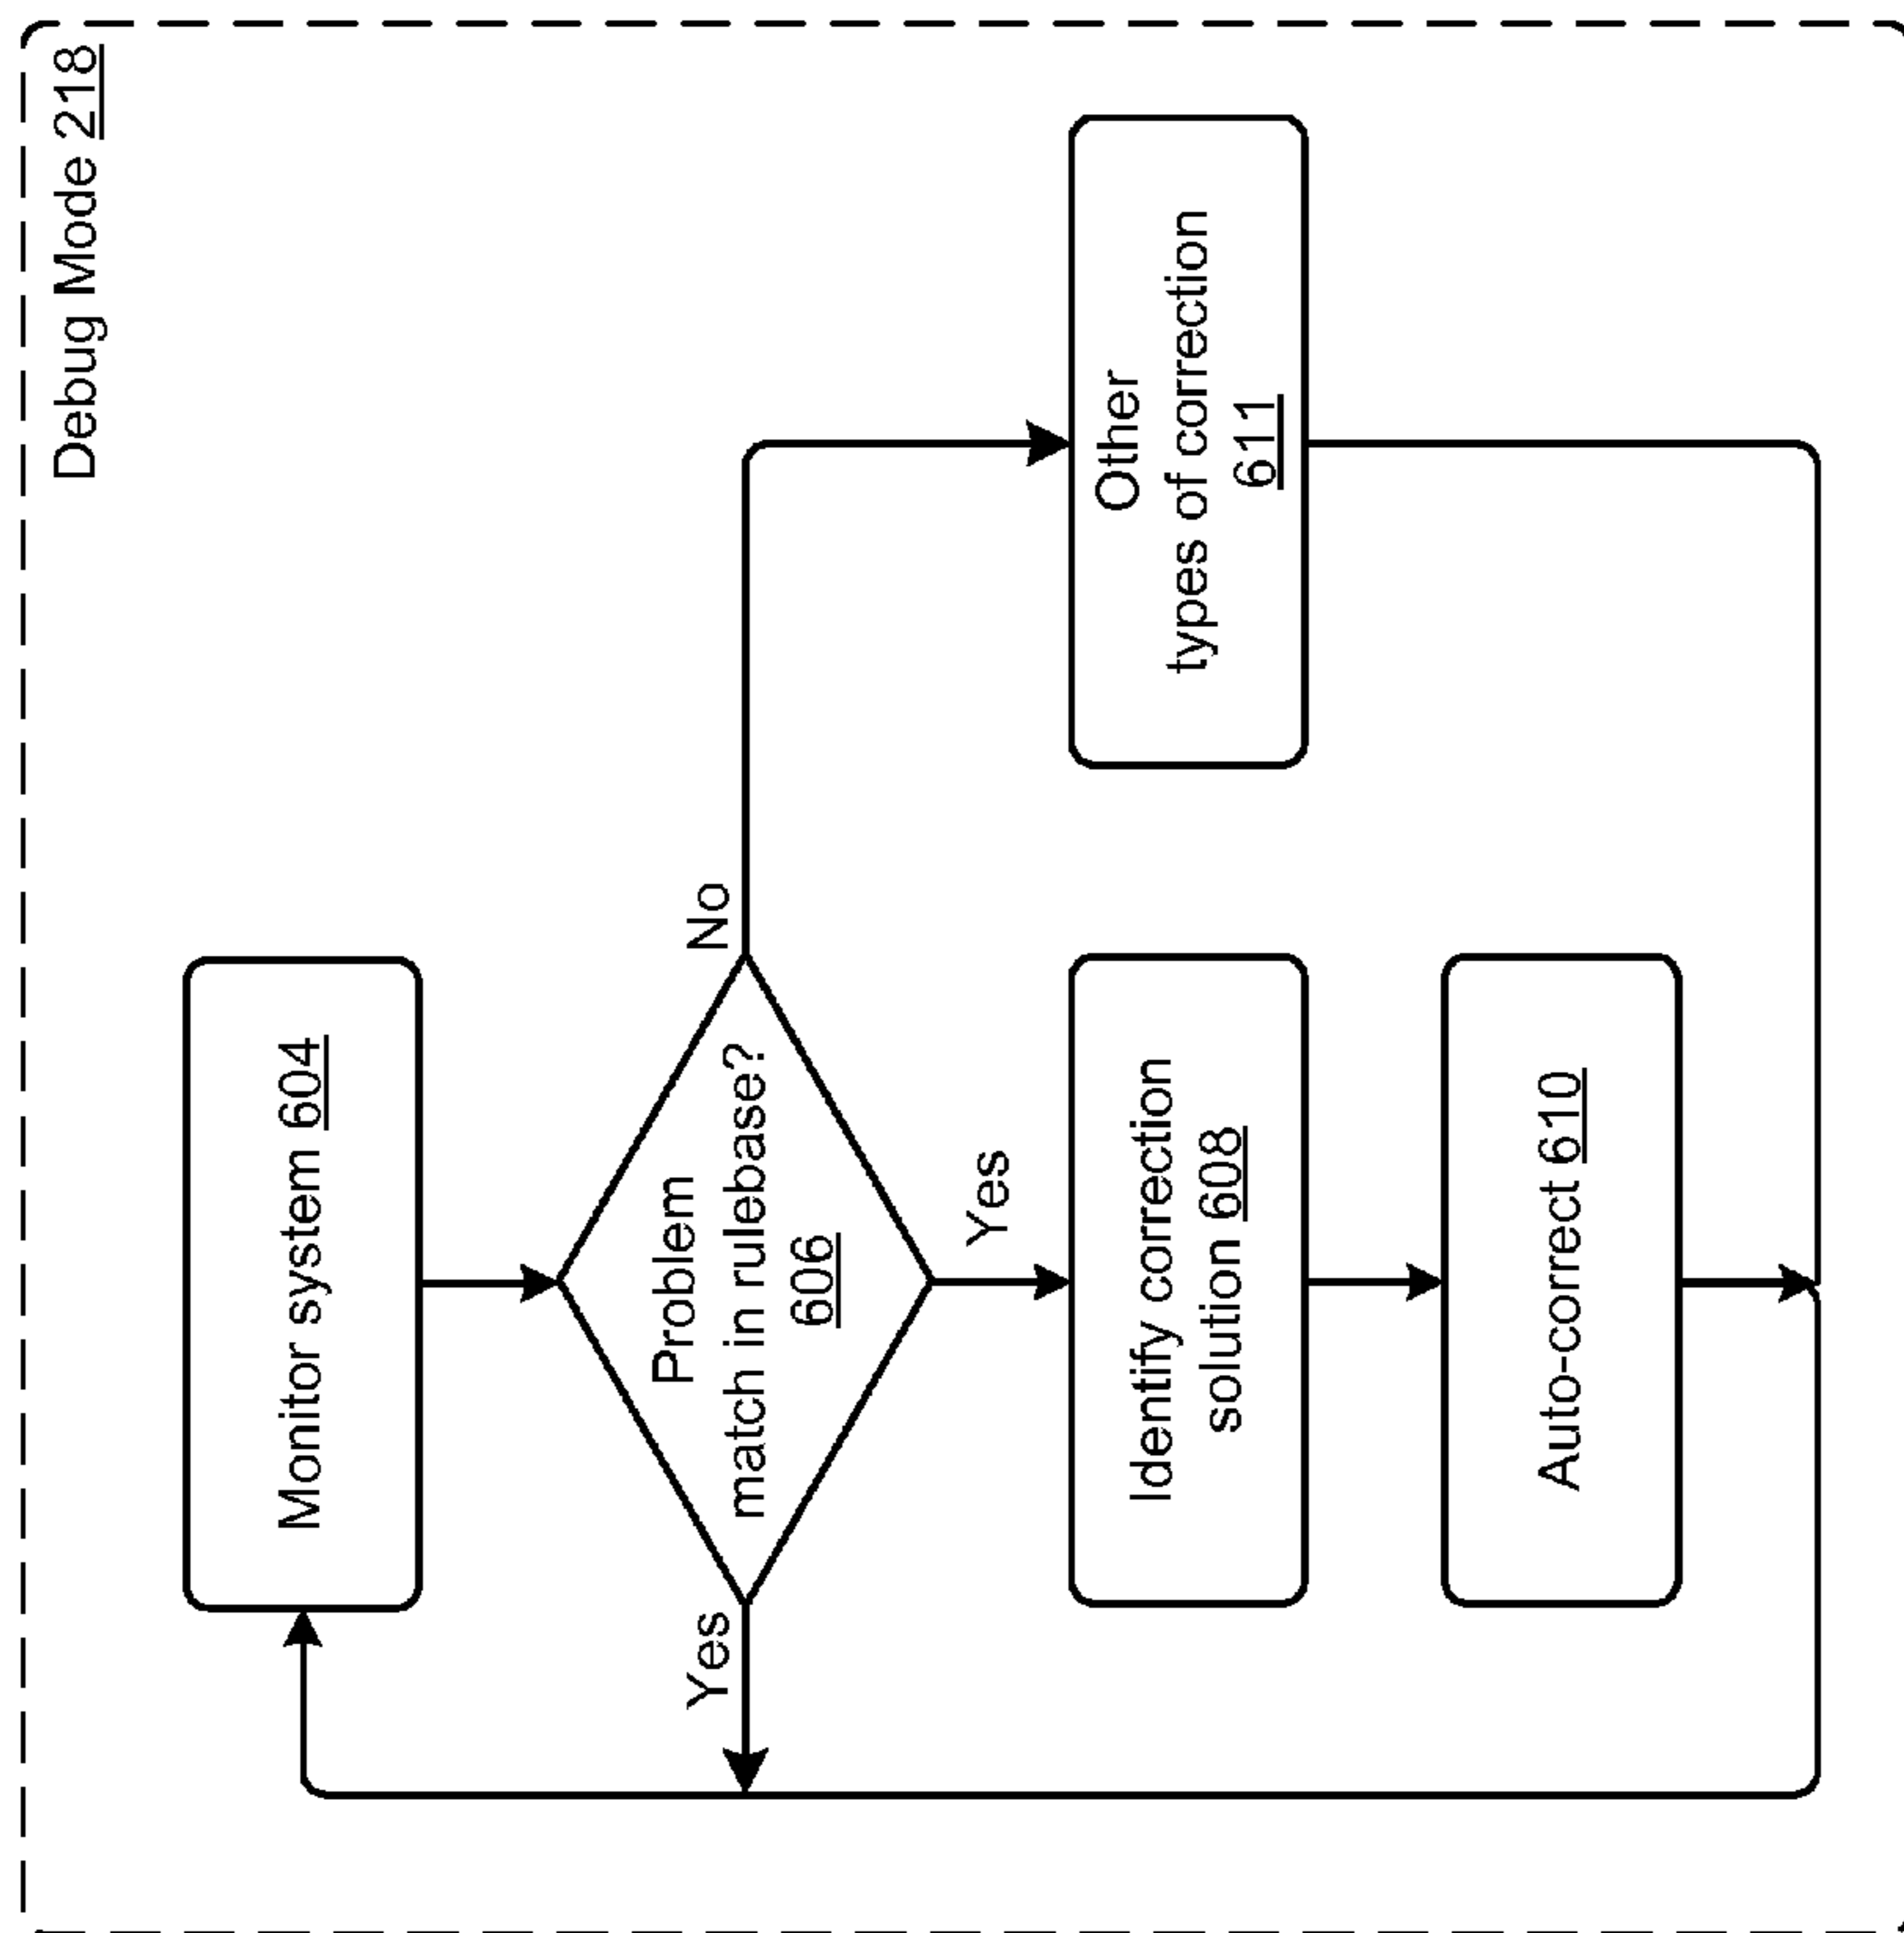 Debug Mode 218
Monitor system 604
Problem
match in rulebase?
606
Yes
No
Yes
Identify correction
solution 608
Other
types of correction
611
Auto-correct 610